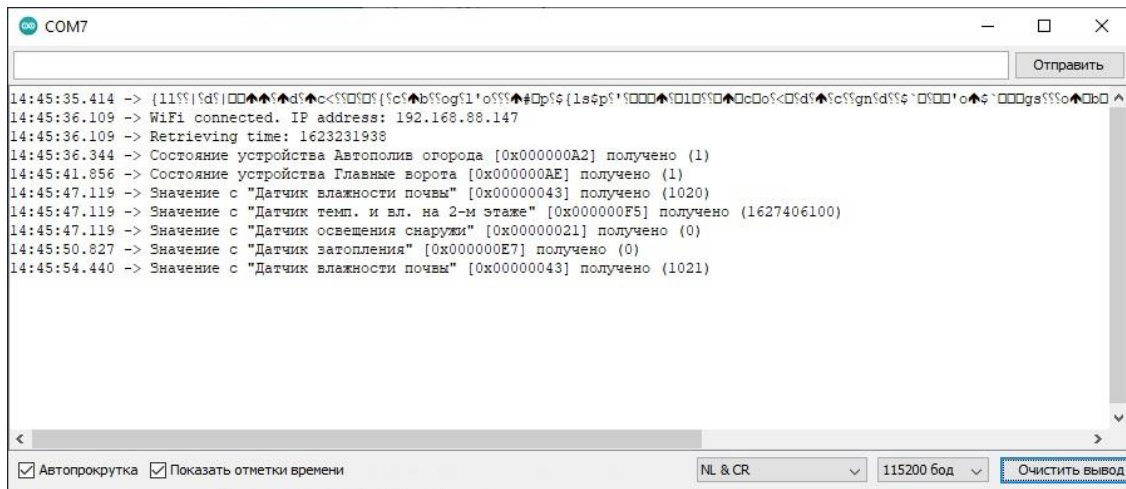 COM7
Отправить
14:45:35.414 ->
14:45:36.109 -> WiFi connected. IP address: 192.168.88.147
14:45:36.109 -> Retrieving time: 1623231938
14:45:36.344 -> Состояние устройства Автополив огорода [0x000000A2] получено (1)
14:45:41.856 -> Состояние устройства Главные ворота [0x000000AE] получено (1)
14:45:47.119 -> Значение с "Датчик влажности почвы" [0x00000043] получено (1020)
14:45:47.119 -> Значение с "Датчик темп. и вл. на 2-м этаже" [0x000000F5] получено (1627406100)
14:45:47.119 -> Значение с "Датчик освещения снаружи" [0x00000021] получено (0)
14:45:50.827 -> Значение с "Датчик затопления" [0x000000E7] получено (0)
14:45:54.440 -> Значение с "Датчик влажности почвы" [0x00000043] получено (1021)
Автопрокрутка Показать отметки времени NL & CR 115200 бод Очистить вывод